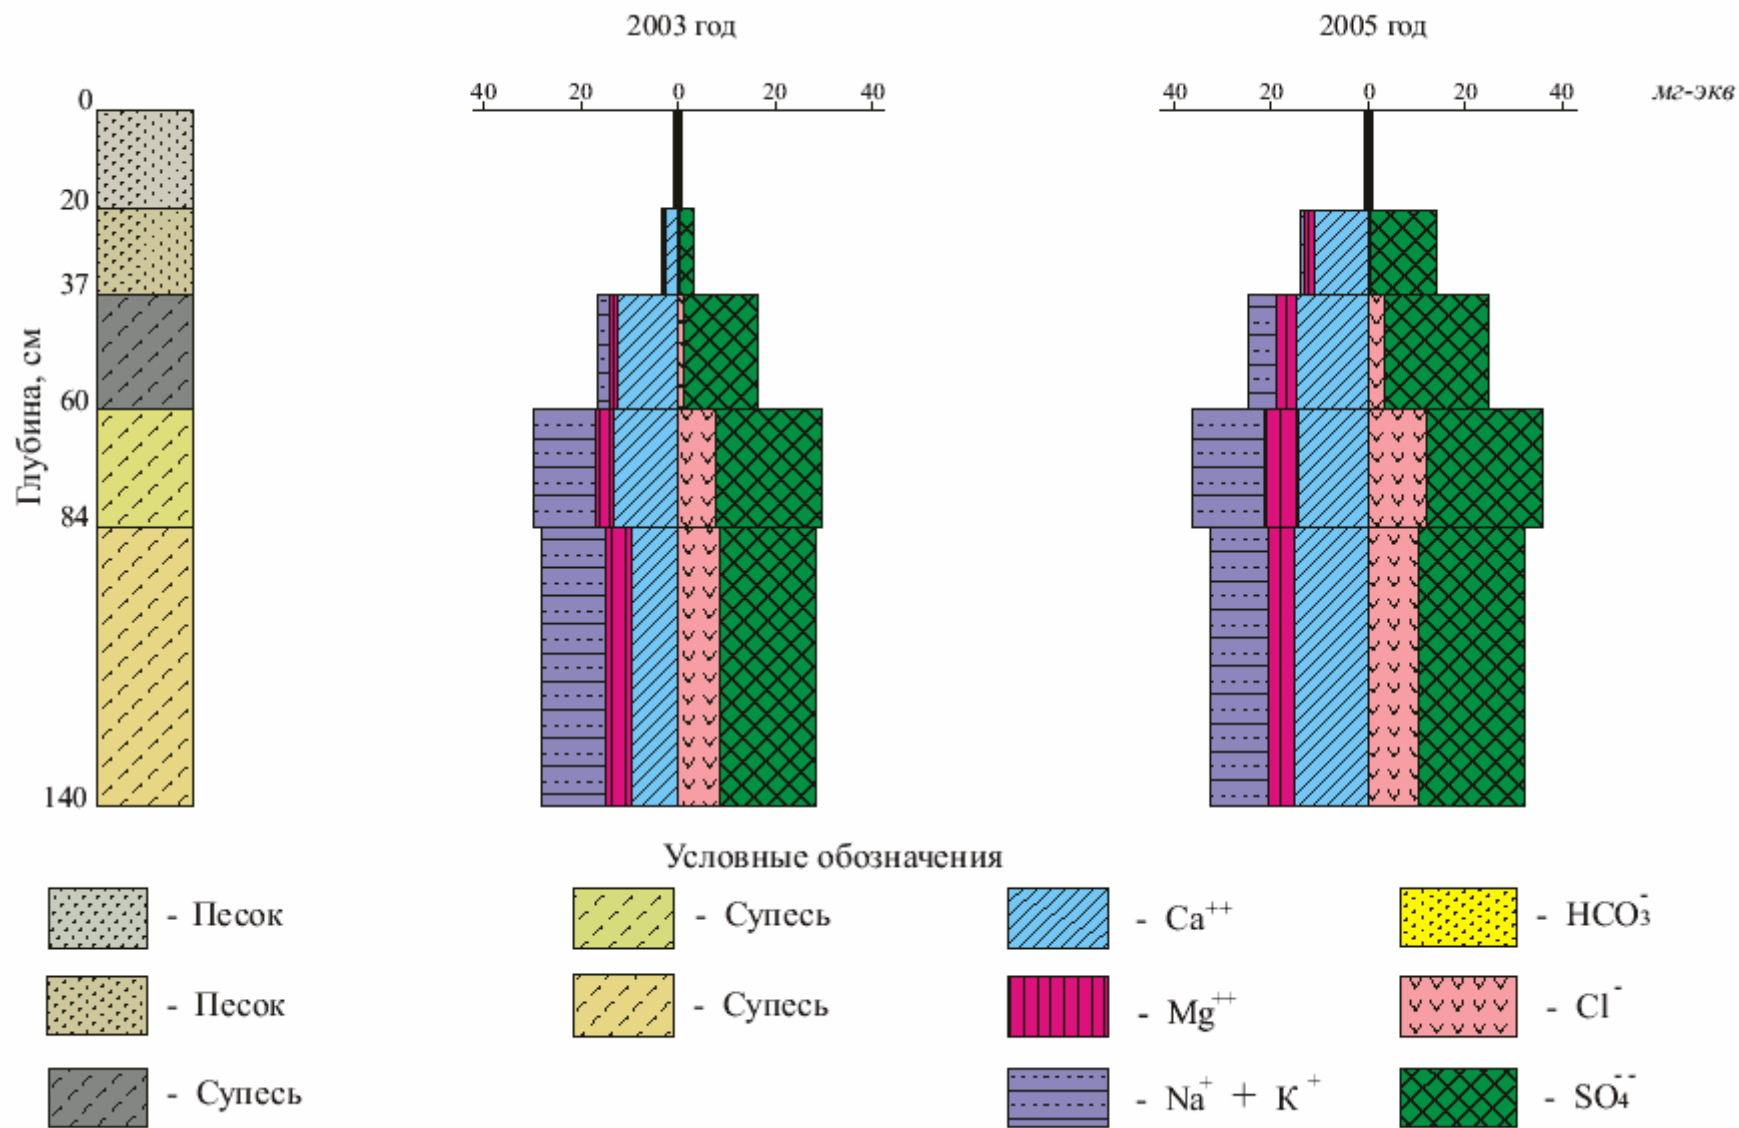 2003 год
2005 год
40 20 0 20 40
40 20 0 20 40 мг-экв
0
20
37
60
84
140
Глубина, см
Условные обозначения
- Песок
- Супесь
- Ca⁺⁺
- HCO₃⁻
- Песок
- Супесь
- Mg⁺⁺
- Cl⁻
- Супесь
- Na⁺ + K⁺
- SO₄⁻⁻